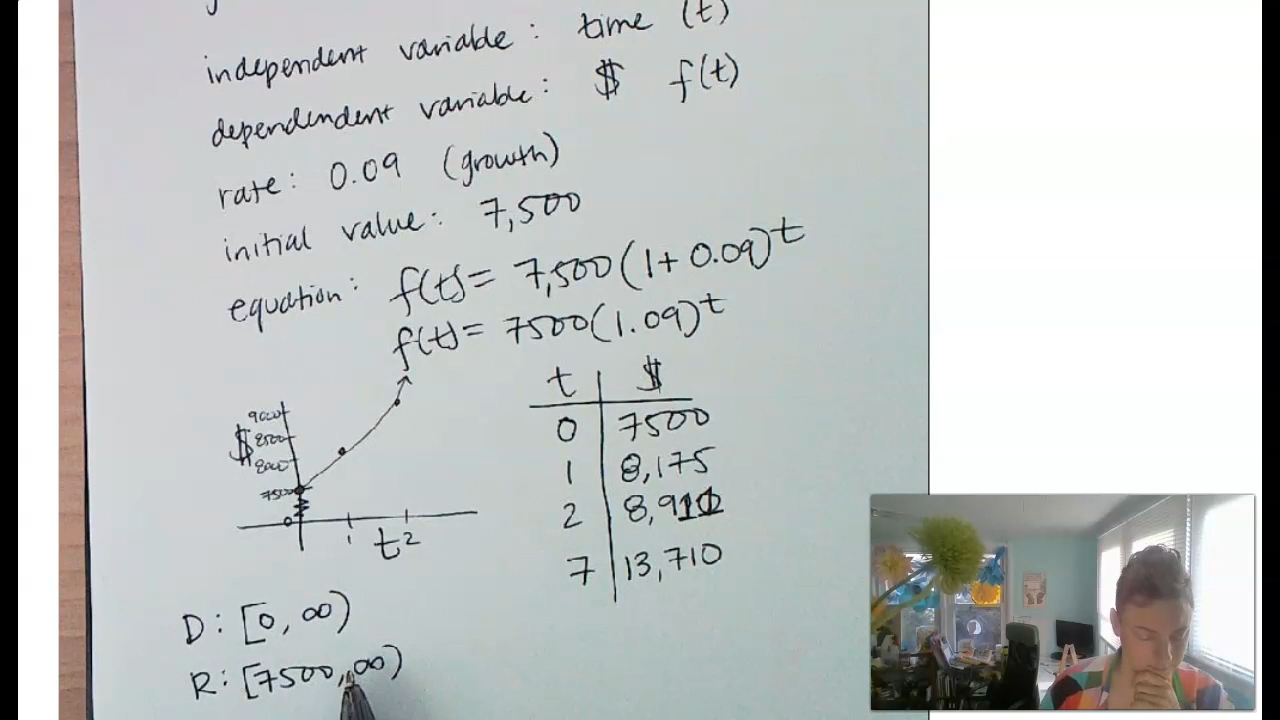 independent variable: time (t)
dependendent variable: $ f(t)
rate: 0.09 (growth)
initial value: 7,500
equation: f(t) = 7,500(1+0.09)^t
f(t) = 7500(1.09)^t
9000
8500
8000
7500
$
0
1
2
t
t | $
0 | 7500
1 | 8,175
2 | 8,911
7 | 13,710
D: [0, ∞)
R: [7500, ∞)